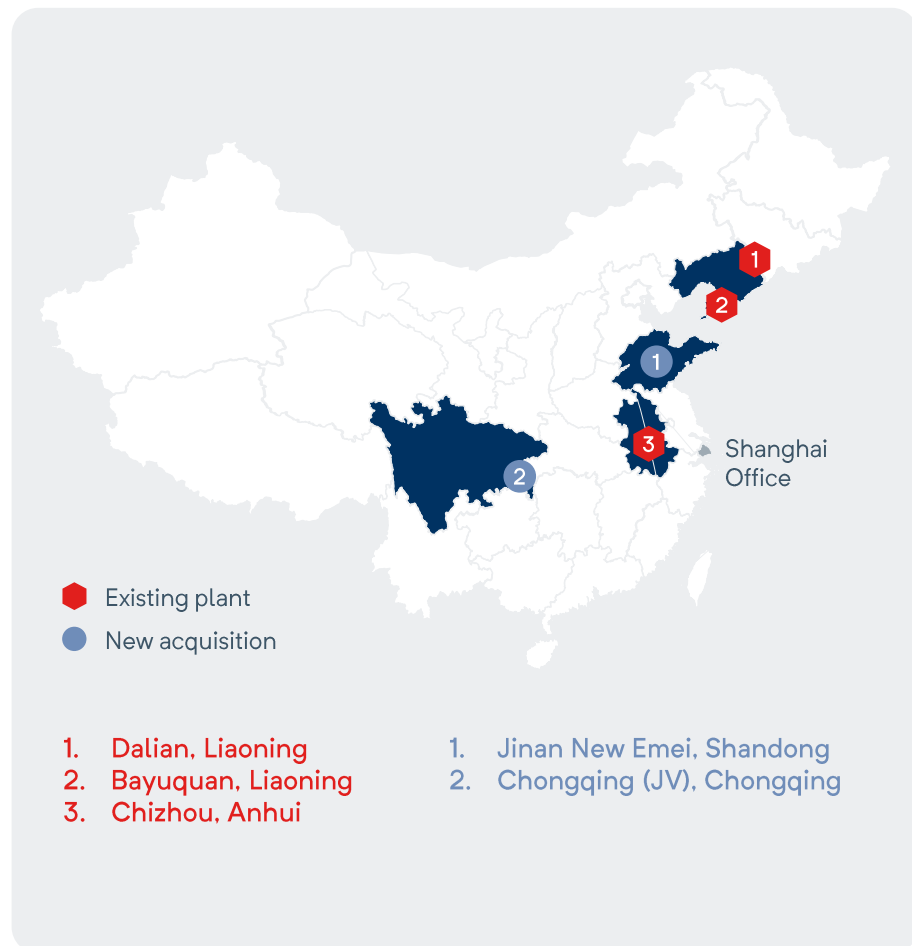 1
2
1
3
Shanghai
Office
2
Existing plant
New acquisition
1. Dalian, Liaoning
2. Bayuquan, Liaoning
3. Chizhou, Anhui
1. Jinan New Emei, Shandong
2. Chongqing (JV), Chongqing